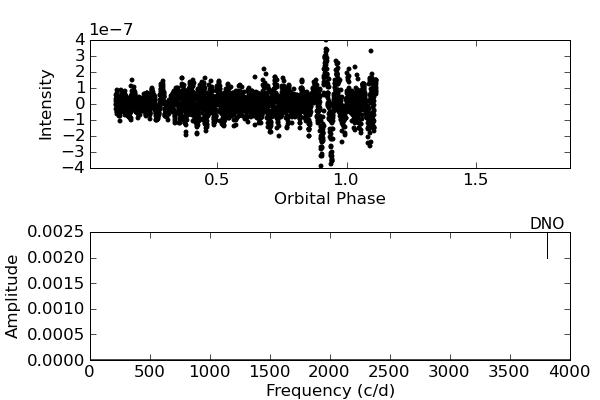 1e−7
4
3
2
1
0
−1
−2
−3
−4
Intensity
0.5 1.0 1.5
Orbital Phase
DNO
0.0025
0.0020
0.0015
0.0010
0.0005
0.0000
Amplitude
0 500 1000 1500 2000 2500 3000 3500 4000
Frequency (c/d)